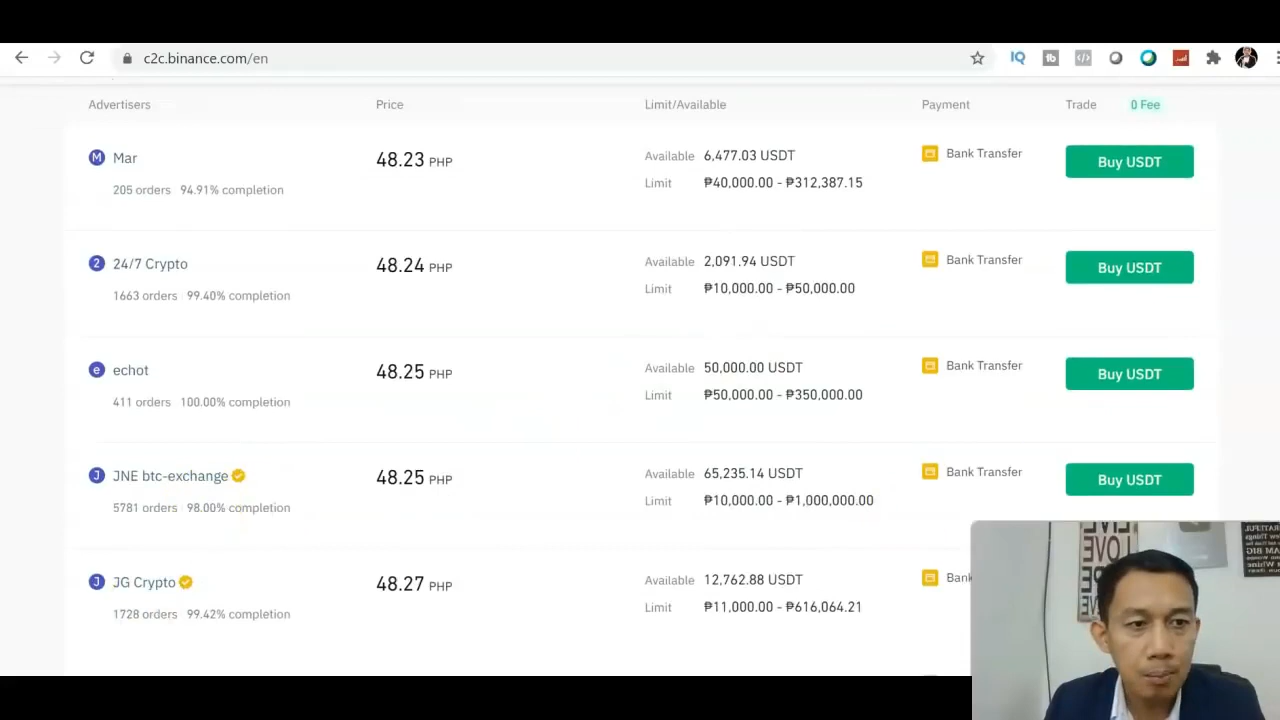 c2c.binance.com/en
Advertisers Price Limit/Available Payment Trade 0 Fee
M Mar 48.23 PHP Available 6,477.03 USDT Bank Transfer Buy USDT
205 orders 94.91% completion Limit ₱40,000.00 - ₱312,387.15
2 24/7 Crypto 48.24 PHP Available 2,091.94 USDT Bank Transfer Buy USDT
1663 orders 99.40% completion Limit ₱10,000.00 - ₱50,000.00
e echot 48.25 PHP Available 50,000.00 USDT Bank Transfer Buy USDT
411 orders 100.00% completion Limit ₱50,000.00 - ₱350,000.00
J JNE btc-exchange 48.25 PHP Available 65,235.14 USDT Bank Transfer Buy USDT
5781 orders 98.00% completion Limit ₱10,000.00 - ₱1,000,000.00
J JG Crypto 48.27 PHP Available 12,762.88 USDT Bank
1728 orders 99.42% completion Limit ₱11,000.00 - ₱616,064.21
LIVE
LOVE